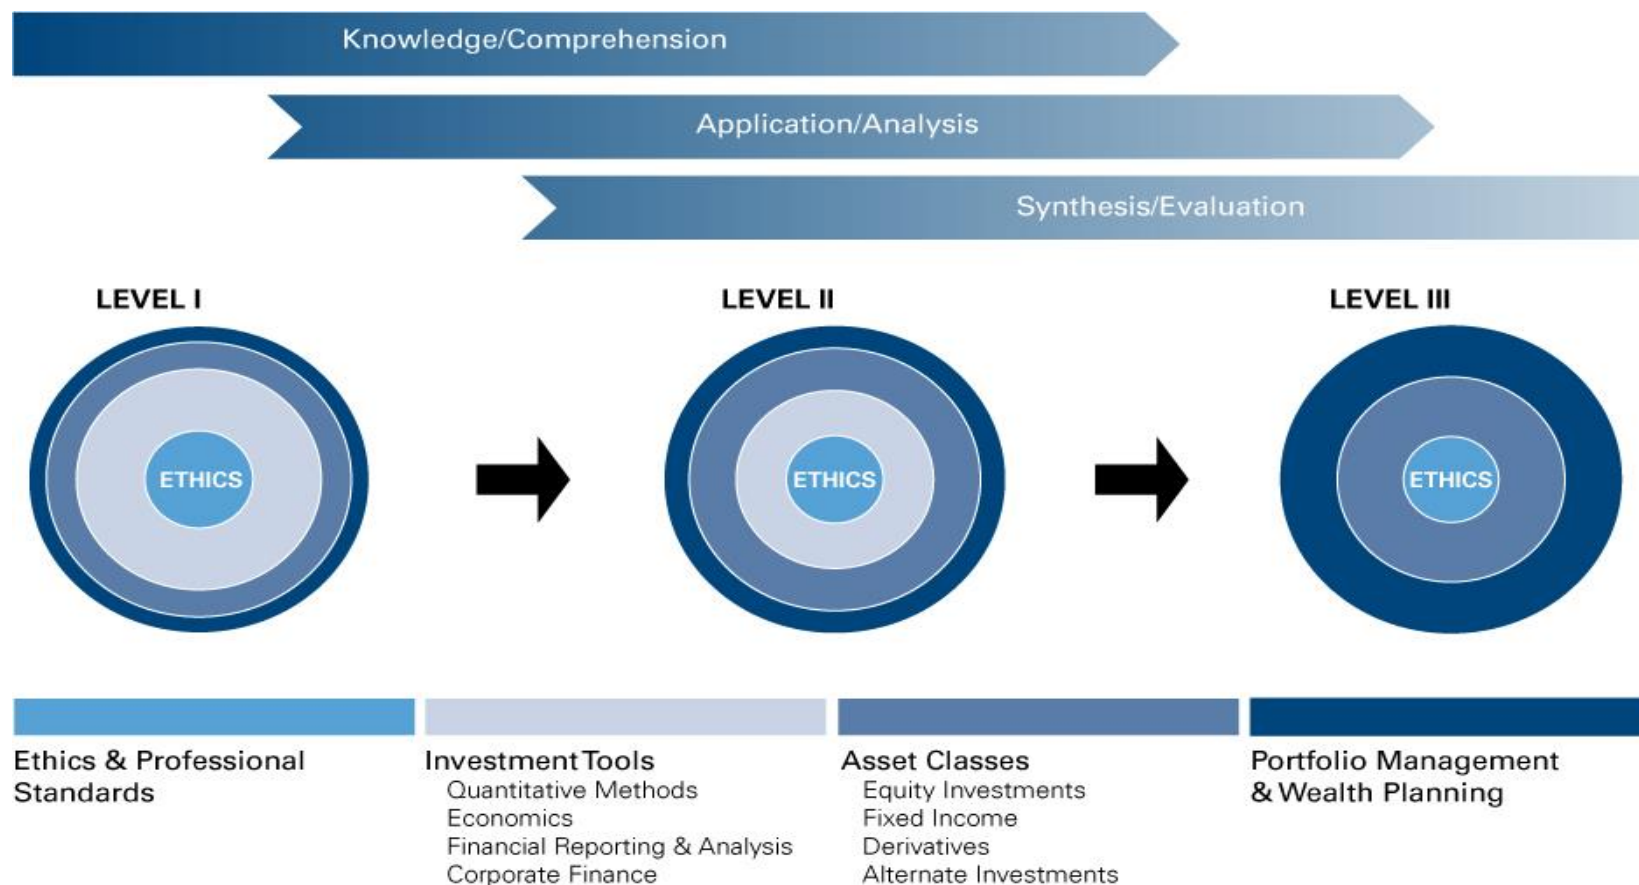 Knowledge/Comprehension
Application/Analysis
Synthesis/Evaluation
LEVEL I
LEVEL II
LEVEL III
ETHICS
ETHICS
ETHICS
Ethics & Professional
Standards
Investment Tools
Quantitative Methods
Economics
Financial Reporting & Analysis
Corporate Finance
Asset Classes
Equity Investments
Fixed Income
Derivatives
Alternate Investments
Portfolio Management
& Wealth Planning